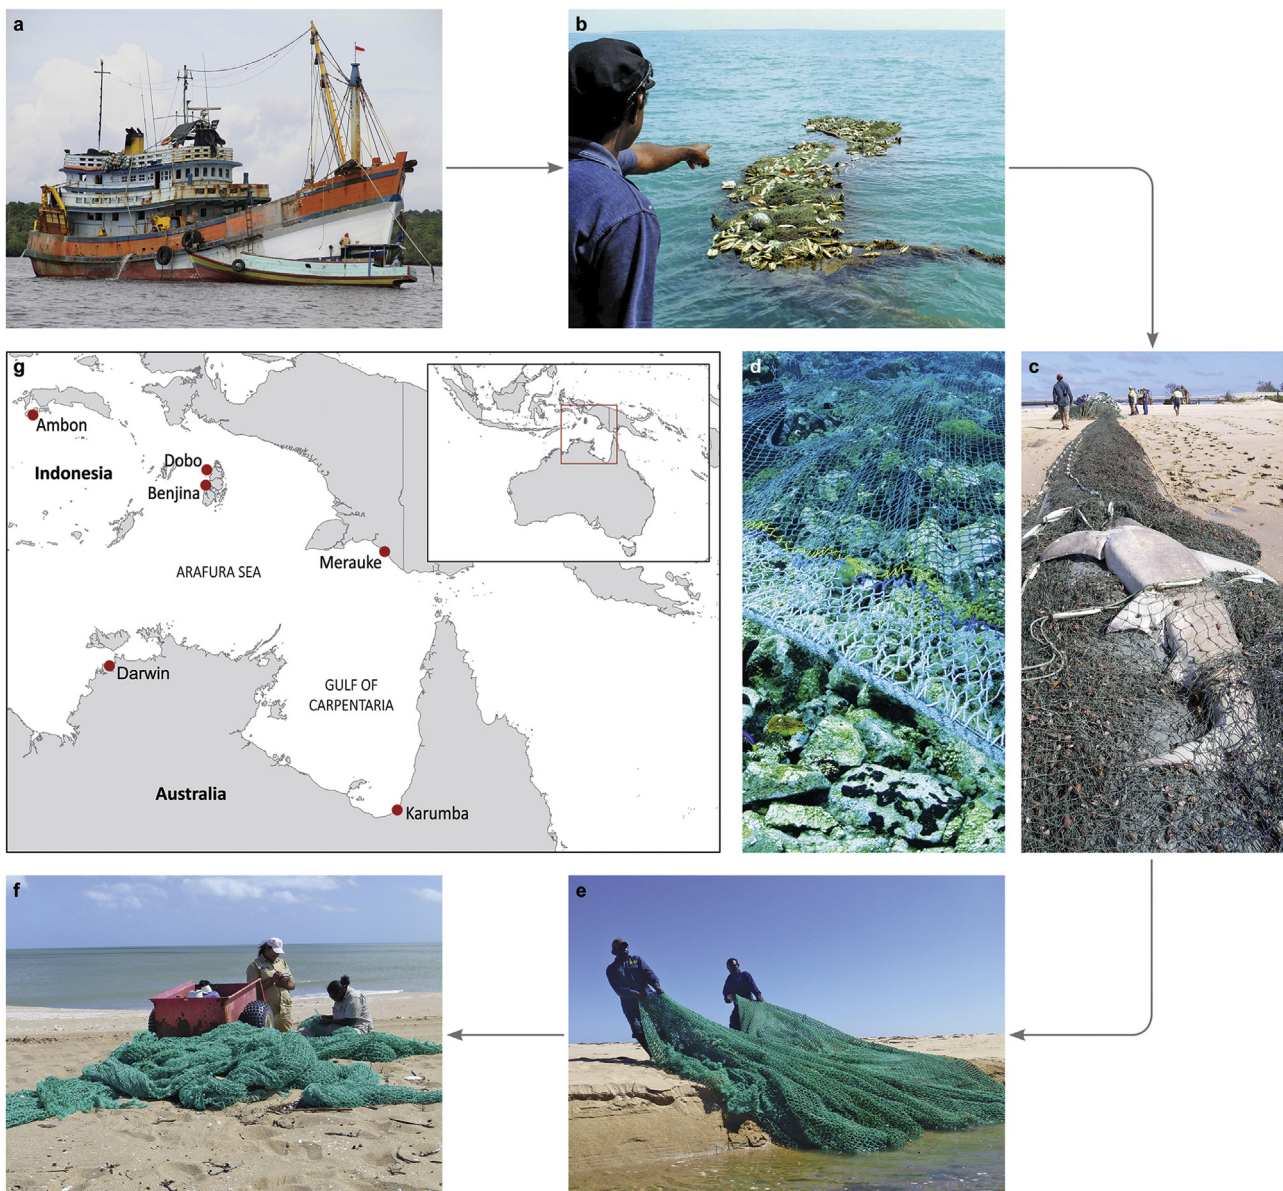 a
b
g
Ambon
Indonesia
Dobo
Benjina
ARAFURA SEA
Merauke
Darwin
GULF OF
CARPENTARIA
Australia
Karumba
d
c
f
e